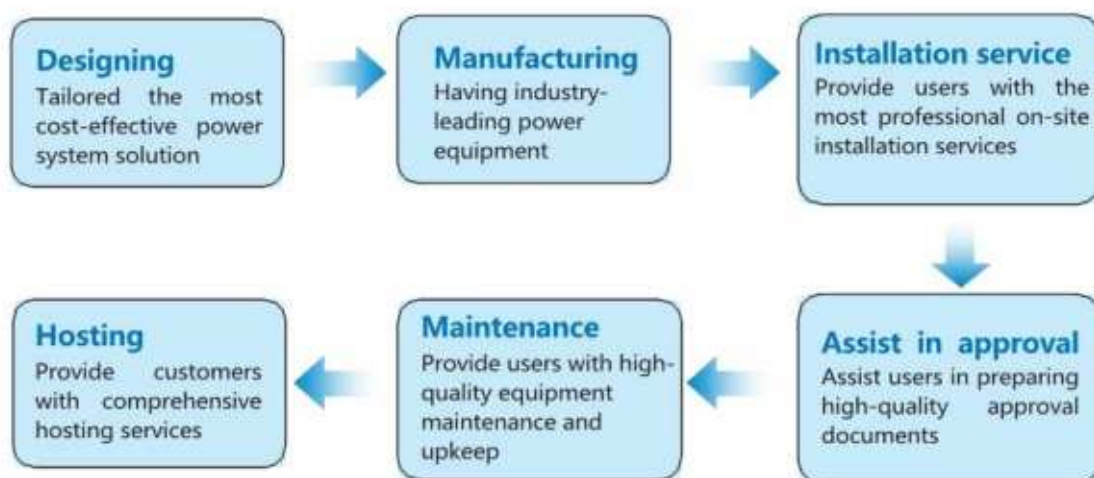 Designing
Tailored the most
cost-effective power
system solution
Manufacturing
Having industry-
leading power
equipment
Installation service
Provide users with the
most professional on-site
installation services
Assist in approval
Assist users in preparing
high-quality approval
documents
Maintenance
Provide users with high-
quality equipment
maintenance and
upkeep
Hosting
Provide customers
with comprehensive
hosting services